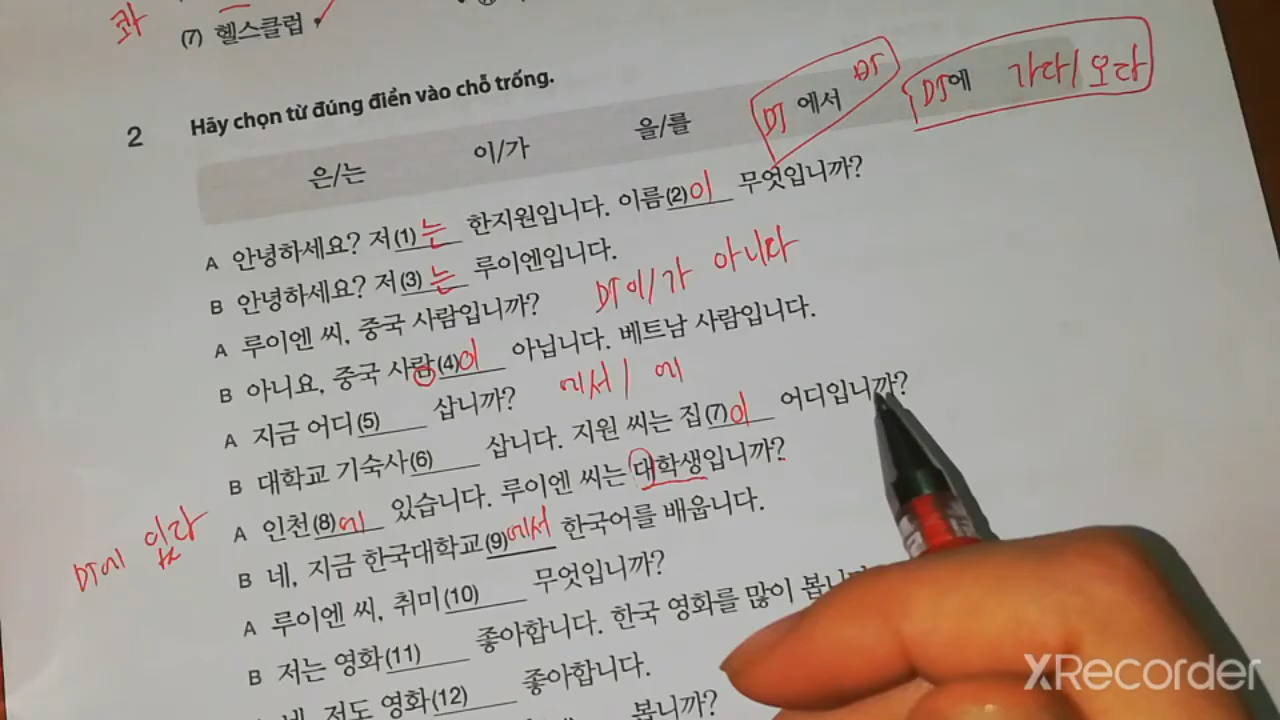 콰
(7) 헬스클럽 ✓
2 Hãy chọn từ đúng điền vào chỗ trống.
은/는 이/가 을/를 DT 에서 ĐT DT에 가다/오다
A 안녕하세요? 저(1) 는 한지원입니다. 이름(2) 이 무엇입니까?
B 안녕하세요? 저(3) 는 루이엔입니다.
A 루이엔 씨, 중국 사람입니까? DT이/가 아니다
B 아니요, 중국 사람(4) 이 아닙니다. 베트남 사람입니다.
A 지금 어디(5)____ 삽니까? 에서 / 에
B 대학교 기숙사(6)____ 삽니다. 지원 씨는 집(7) 이 어디입니까?
A 인천(8) 에 있습니다. 루이엔 씨는 대학생입니까?
DT에 있다
B 네, 지금 한국대학교(9) 에서 한국어를 배웁니다.
A 루이엔 씨, 취미(10)____ 무엇입니까?
B 저는 영화(11)____ 좋아합니다. 한국 영화를 많이
네, 저도 영화(12)____ 좋아합니다.
봅니까?
XRecorder